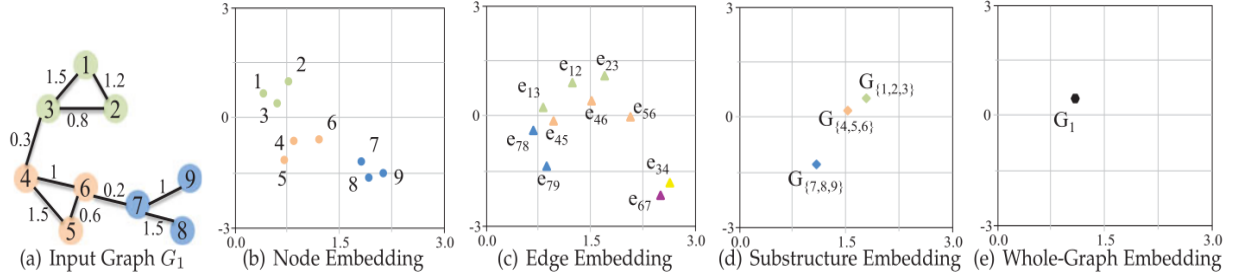 1
1.5
1.2
3
2
0.8
0.3
4
1
6
0.2
7
1
9
1.5
0.6
5
1.5
8
(a) Input Graph G₁
3
0
-3
0.0
1.5
3.0
1
2
3
4
6
5
7
8
9
(b) Node Embedding
3
0
-3
0.0
1.5
3.0
e₁₂
e₂₃
e₁₃
e₄₅
e₄₆
e₅₆
e₇₈
e₇₉
e₃₄
e₆₇
(c) Edge Embedding
3
0
-3
0.0
1.5
3.0
G{1,2,3}
G{4,5,6}
G{7,8,9}
(d) Substructure Embedding
3
0
-3
0.0
1.5
3.0
G₁
(e) Whole-Graph Embedding